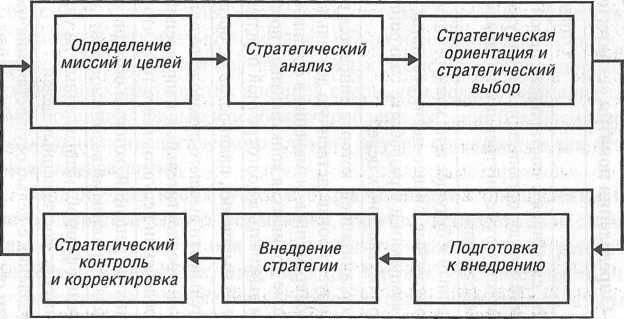 Определение
миссий и целей
Стратегический
анализ
Стратегическая
ориентация и
стратегический
выбор
Подготовка
к внедрению
Внедрение
стратегии
Стратегический
контроль
и корректировка